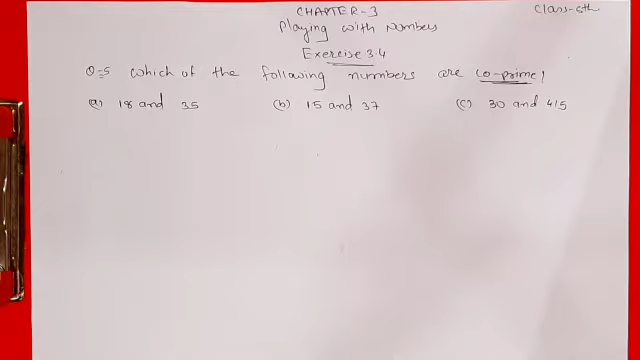 CHAPTER-3
Class-6th
Playing with Numbers
Exercise 3.4
Q-5 Which of the following numbers are co-prime?
(a) 18 and 35 (b) 15 and 37 (c) 30 and 415